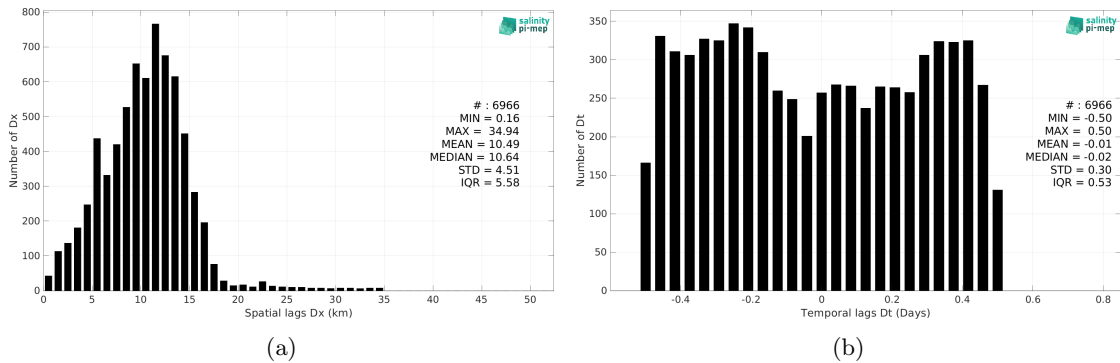 800
700
600
500
400
300
200
100
0
Number of Dx
salinity
pi-mep
# : 6966
MIN = 0.16
MAX = 34.94
MEAN = 10.49
MEDIAN = 10.64
STD = 4.51
IQR = 5.58
0 5 10 15 20 25 30 35 40 45 50
Spatial lags Dx (km)
(a)
350
300
250
200
150
100
50
0
Number of Dt
salinity
pi-mep
# : 6966
MIN = -0.50
MAX = 0.50
MEAN = -0.01
MEDIAN = -0.02
STD = 0.30
IQR = 0.53
-0.4 -0.2 0 0.2 0.4 0.6 0.8
Temporal lags Dt (Days)
(b)